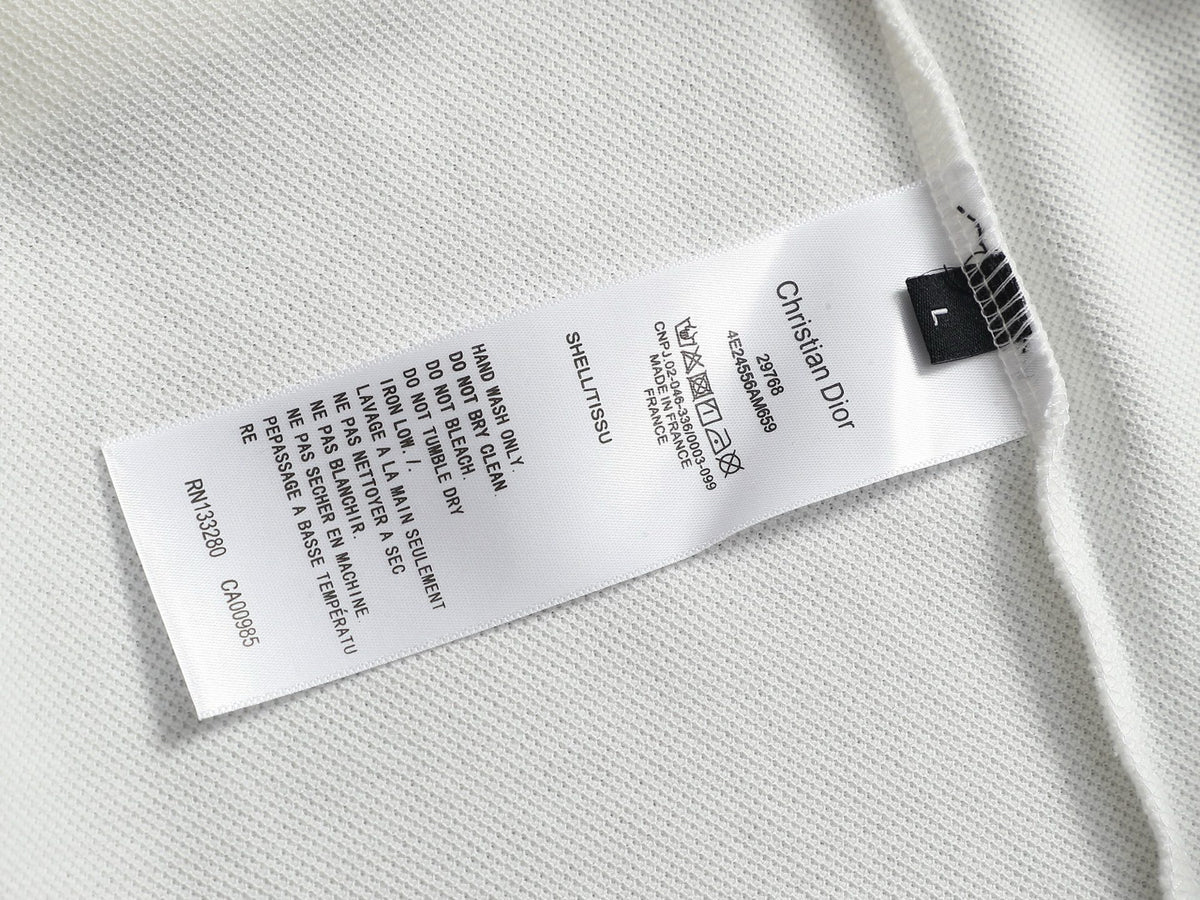 L
Christian Dior
29768
4E24556AM659
CNPJ.02-046-336/0003-099
MADE IN FRANCE
FRANCE
SHELL/TISSU
HAND WASH ONLY.
DO NOT BRY CLEAN.
DO NOT BLEACH.
DO NOT TUMBLE DRY
IRON LOW. /.
LAVAGE A LA MAIN SEULEMENT
NE PAS NETTOYER A SEC
NE PAS BLANCHIR.
NE PAS SECHER EN MACHINE.
PEPASSAGE A BASSE TEMPÉRATU
RE
RN133280 CA00985